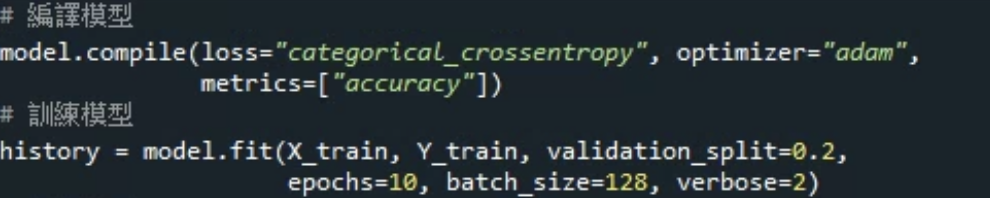 # 編譯模型
model.compile(loss="categorical_crossentropy", optimizer="adam",
metrics=["accuracy"])
# 訓練模型
history = model.fit(X_train, Y_train, validation_split=0.2,
epochs=10, batch_size=128, verbose=2)